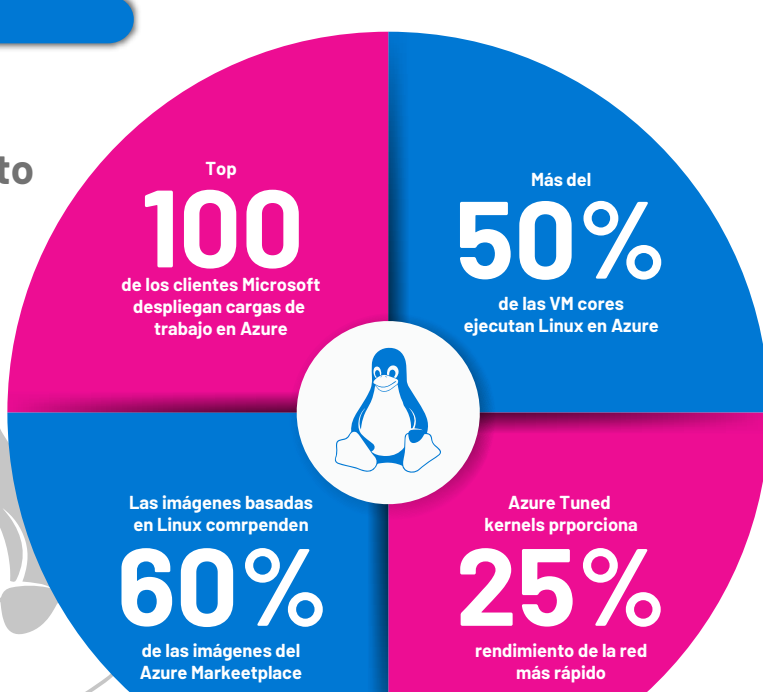 to
Top
100
de los clientes Microsoft
despliegan cargas de
trabajo en Azure
Más del
50%
de las VM cores
ejecutan Linux en Azure
Las imágenes basadas
en Linux comrpenden
60%
de las imágenes del
Azure Markeetplace
Azure Tuned
kernels prporciona
25%
rendimiento de la red
más rápido